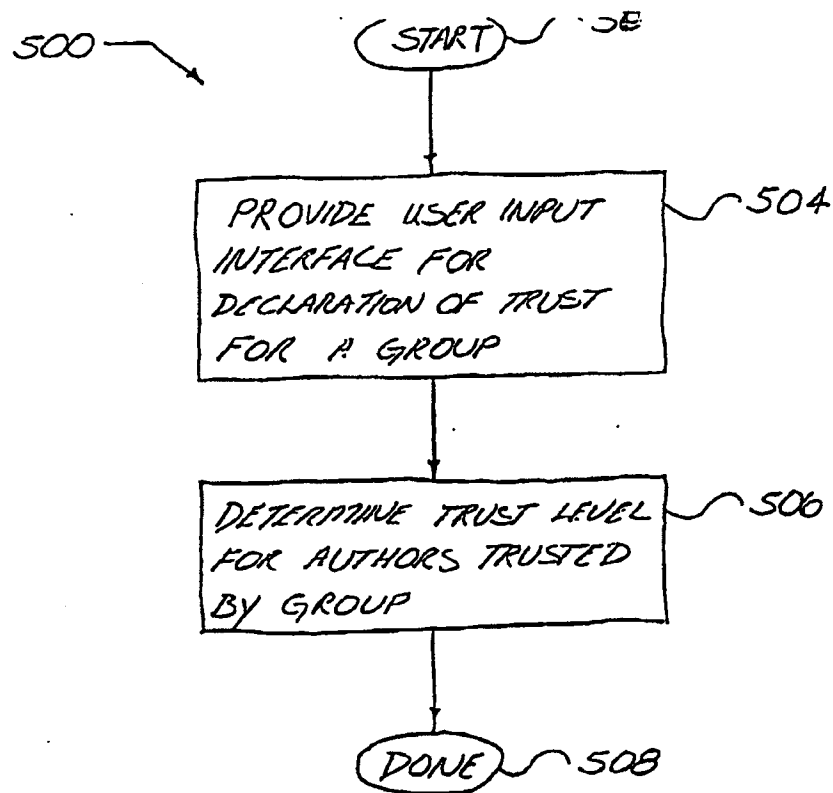 500
START
504
PROVIDE USER INPUT
INTERFACE FOR
DECLARATION OF TRUST
FOR A GROUP
506
DETERMINE TRUST LEVEL
FOR AUTHORS TRUSTED
BY GROUP
DONE
508